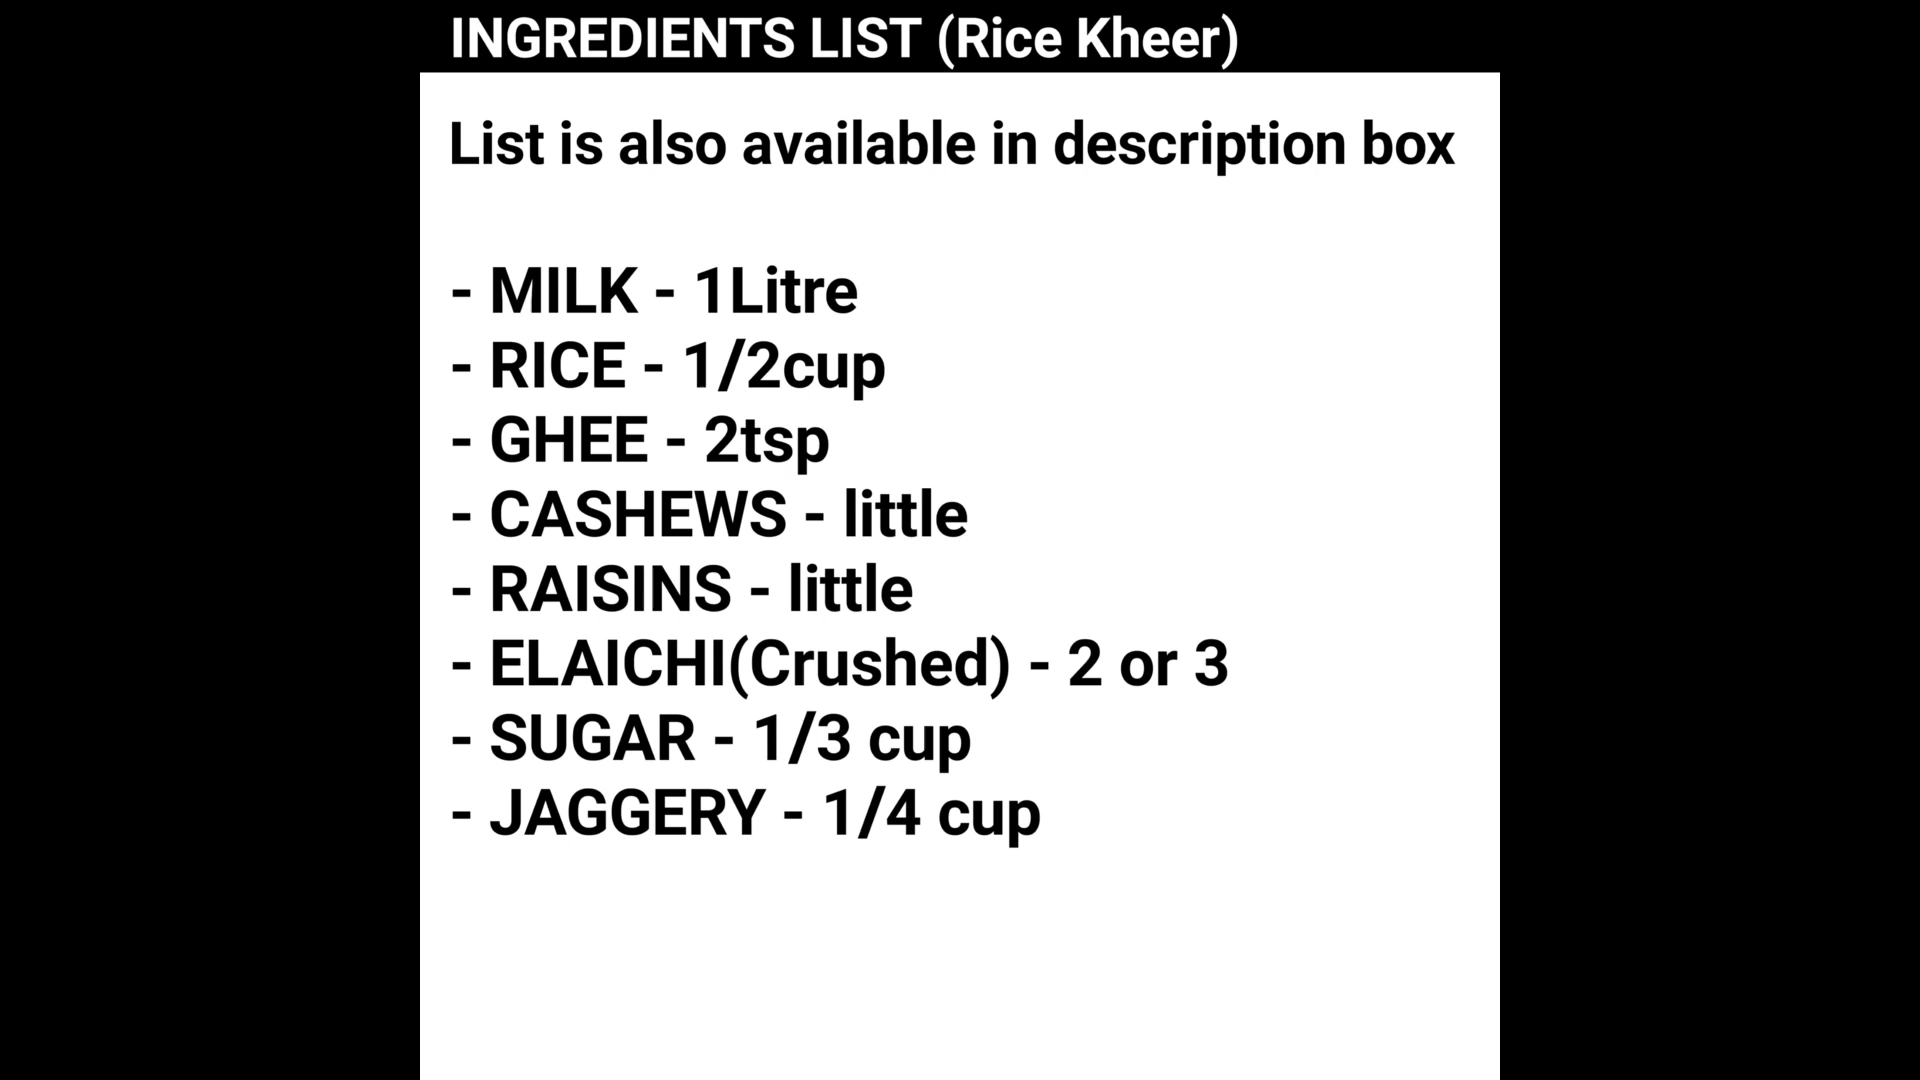 INGREDIENTS LIST (Rice Kheer)
List is also available in description box
- MILK - 1Litre
- RICE - 1/2cup
- GHEE - 2tsp
- CASHEWS - little
- RAISINS - little
- ELAICHI(Crushed) - 2 or 3
- SUGAR - 1/3 cup
- JAGGERY - 1/4 cup